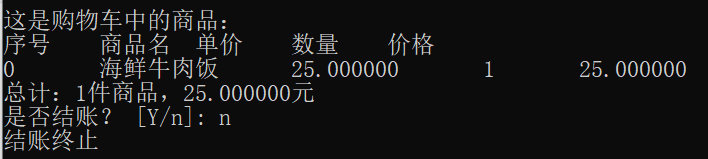 这是购物车中的商品：
序号 商品名 单价 数量 价格
0 海鲜牛肉饭 25.000000 1 25.000000
总计：1件商品，25.000000元
是否结账？ [Y/n]: n
结账终止